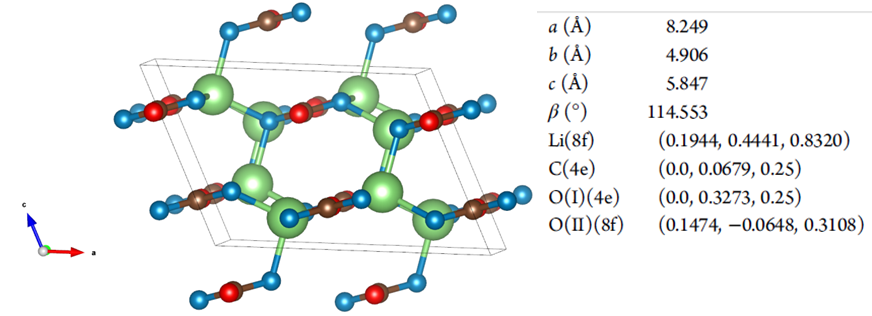 a (Å) 8.249
b (Å) 4.906
c (Å) 5.847
β (°) 114.553
Li(8f) (0.1944, 0.4441, 0.8320)
C(4e) (0.0, 0.0679, 0.25)
O(I)(4e) (0.0, 0.3273, 0.25)
O(II)(8f) (0.1474, −0.0648, 0.3108)
c
a